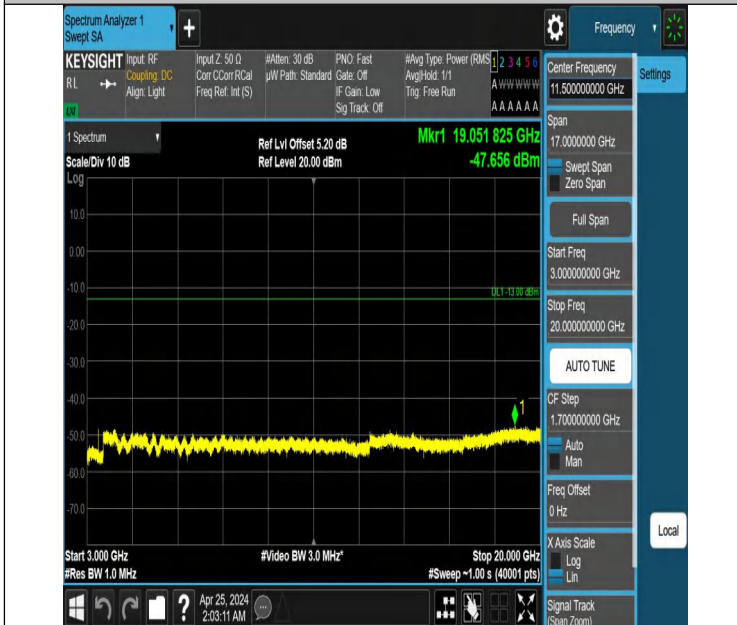 Spectrum Analyzer 1
Swept SA
+
Frequency
KEYSIGHT
RL
Input: RF
Coupling: DC
Align: Light
Input Z: 50 Ω
Corr CCorr RCal
Freq Ref: Int (S)
#Atten: 30 dB
µW Path: Standard
PNO: Fast
Gate: Off
IF Gain: Low
Sig Track: Off
#Avg Type: Power (RMS
Avg|Hold: 1/1
Trig: Free Run
1 2 3 4 5 6
A W W W W W
A A A A A A
1 Spectrum
Scale/Div 10 dB
Log
Ref Lvl Offset 5.20 dB
Ref Level 20.00 dBm
Mkr1 19.051 825 GHz
-47.656 dBm
10.0
0.00
-10.0
DL1 -13.00 dBm
-20.0
-30.0
-40.0
1
-50.0
-60.0
-70.0
Start 3.000 GHz
#Res BW 1.0 MHz
#Video BW 3.0 MHz*
Stop 20.000 GHz
#Sweep ~1.00 s (40001 pts)
Apr 25, 2024
2:03:11 AM
?
Center Frequency
11.500000000 GHz
Settings
Span
17.0000000 GHz
Swept Span
Zero Span
Full Span
Start Freq
3.000000000 GHz
Stop Freq
20.000000000 GHz
AUTO TUNE
CF Step
1.700000000 GHz
Auto
Man
Freq Offset
0 Hz
X Axis Scale
Log
Lin
Local
Signal Track
(Span Zoom)